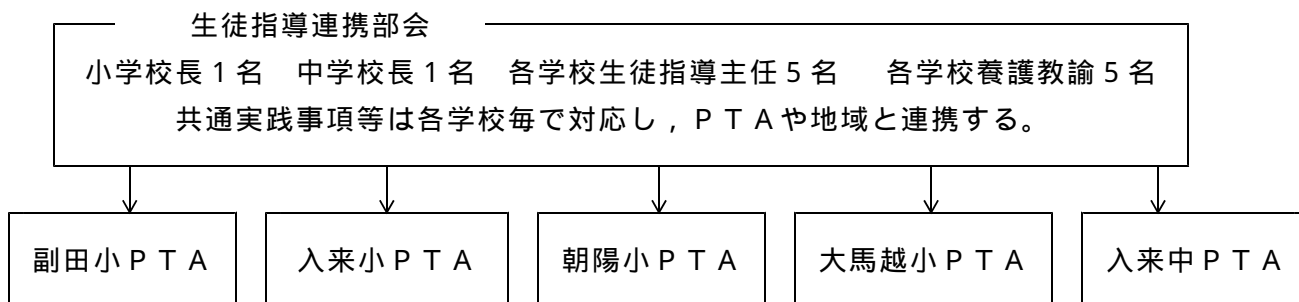 生徒指導連携部会
小学校長１名　中学校長１名　各学校生徒指導主任５名　各学校養護教諭５名
共通実践事項等は各学校毎で対応し，ＰＴＡや地域と連携する。
副田小ＰＴＡ
入来小ＰＴＡ
朝陽小ＰＴＡ
大馬越小ＰＴＡ
入来中ＰＴＡ